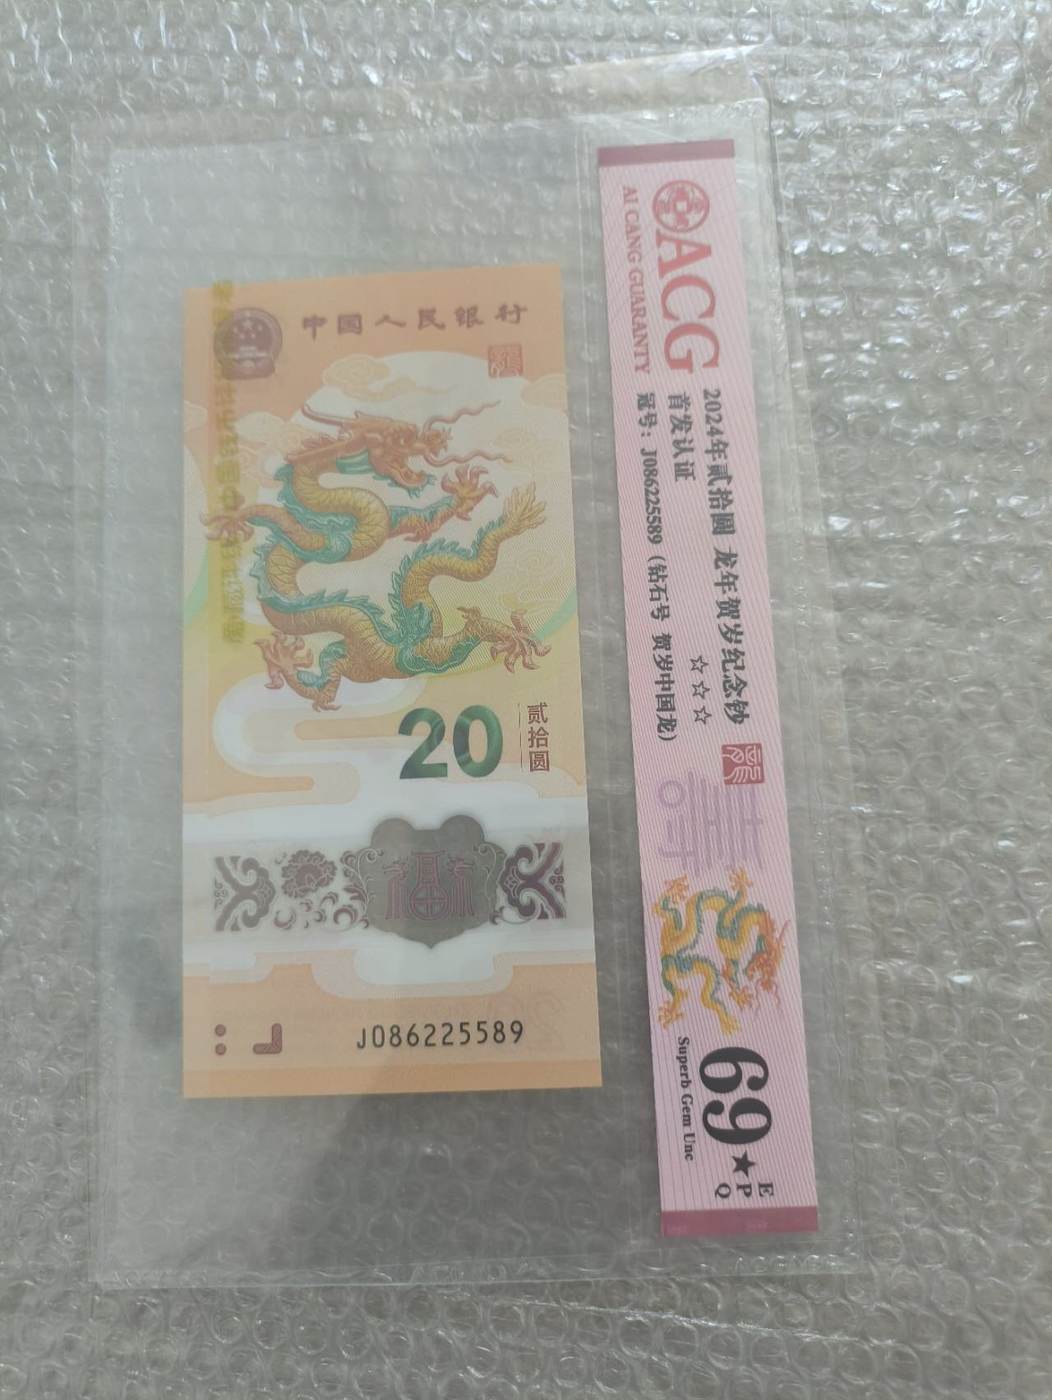 中國人民銀行
20
贰拾圆
J086225589
ACG
AI CANG GUARANTY
2024年贰拾圆 龙年贺岁纪念钞
首发认证 ☆☆☆
冠号：J086225589（钻石号 贺岁中国龙）
69★
EPQ
Superb Gem Unc